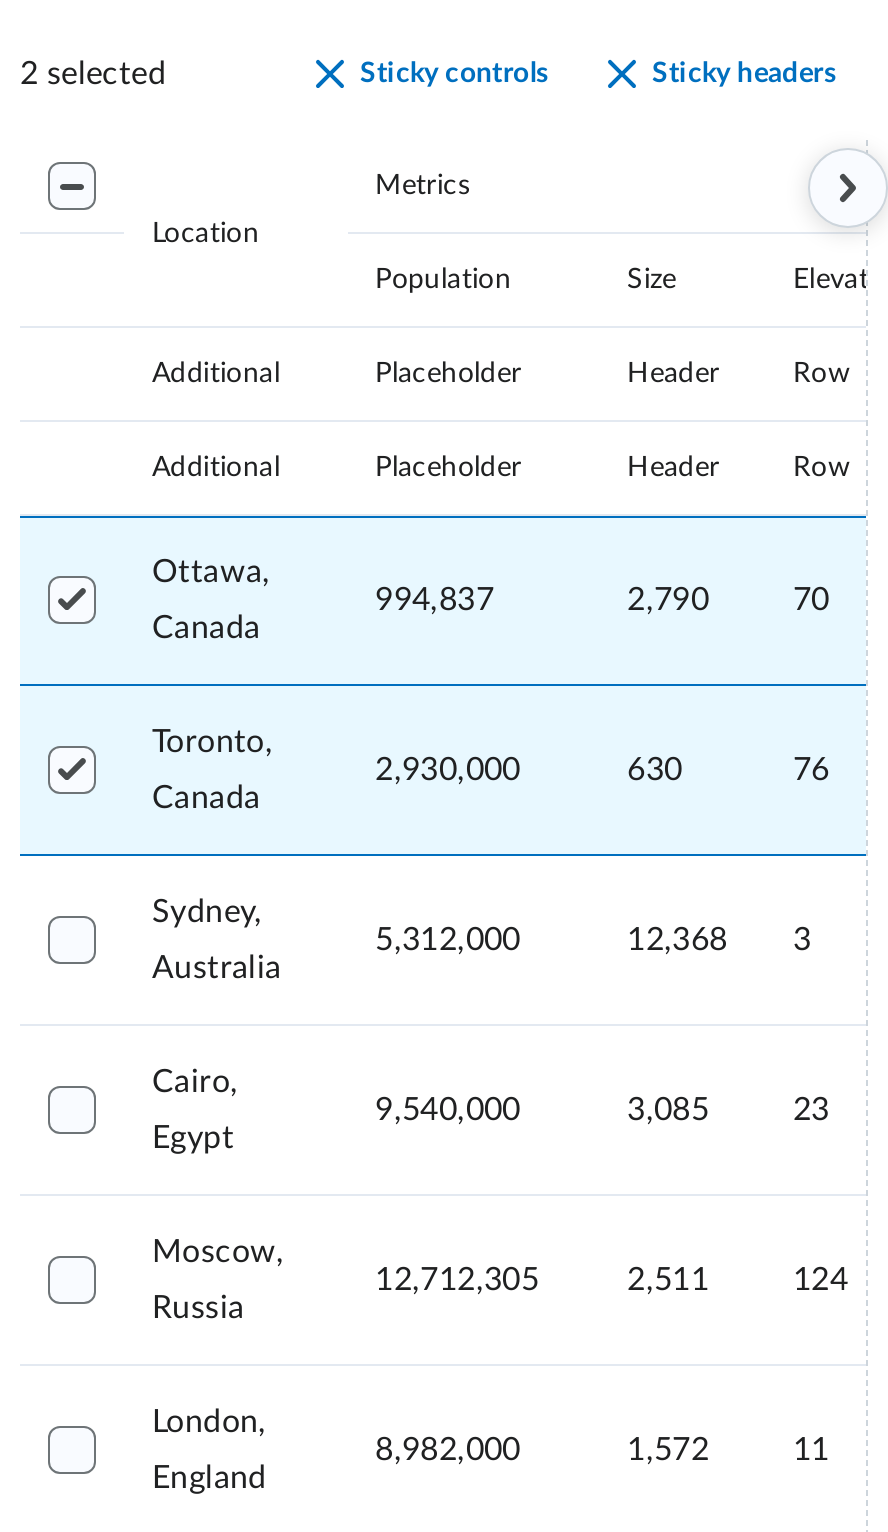 2 selected Sticky controls Sticky headers
Metrics
Location
Population Size Elevat
Additional Placeholder Header Row
Additional Placeholder Header Row
Ottawa,
Canada
994,837 2,790 70
Toronto,
Canada
2,930,000 630 76
Sydney,
Australia
5,312,000 12,368 3
Cairo,
Egypt
9,540,000 3,085 23
Moscow,
Russia
12,712,305 2,511 124
London,
England
8,982,000 1,572 11